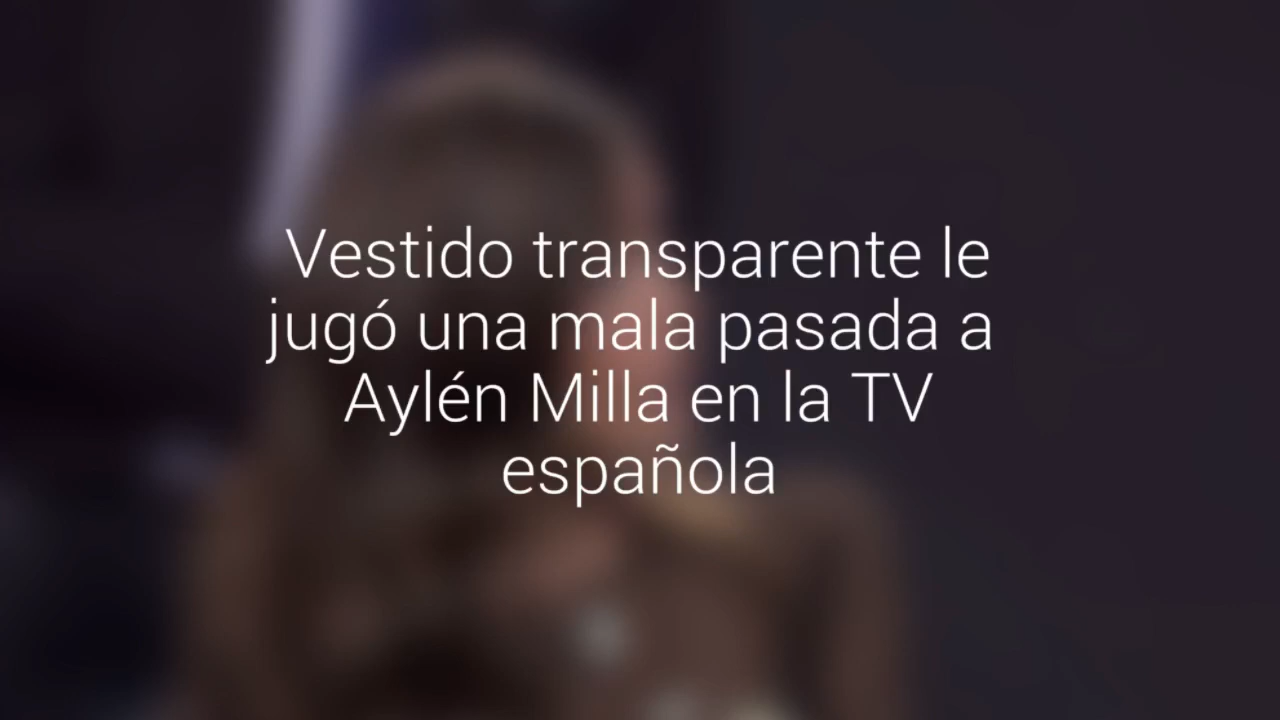 Vestido transparente le
jugó una mala pasada a
Aylén Milla en la TV
española